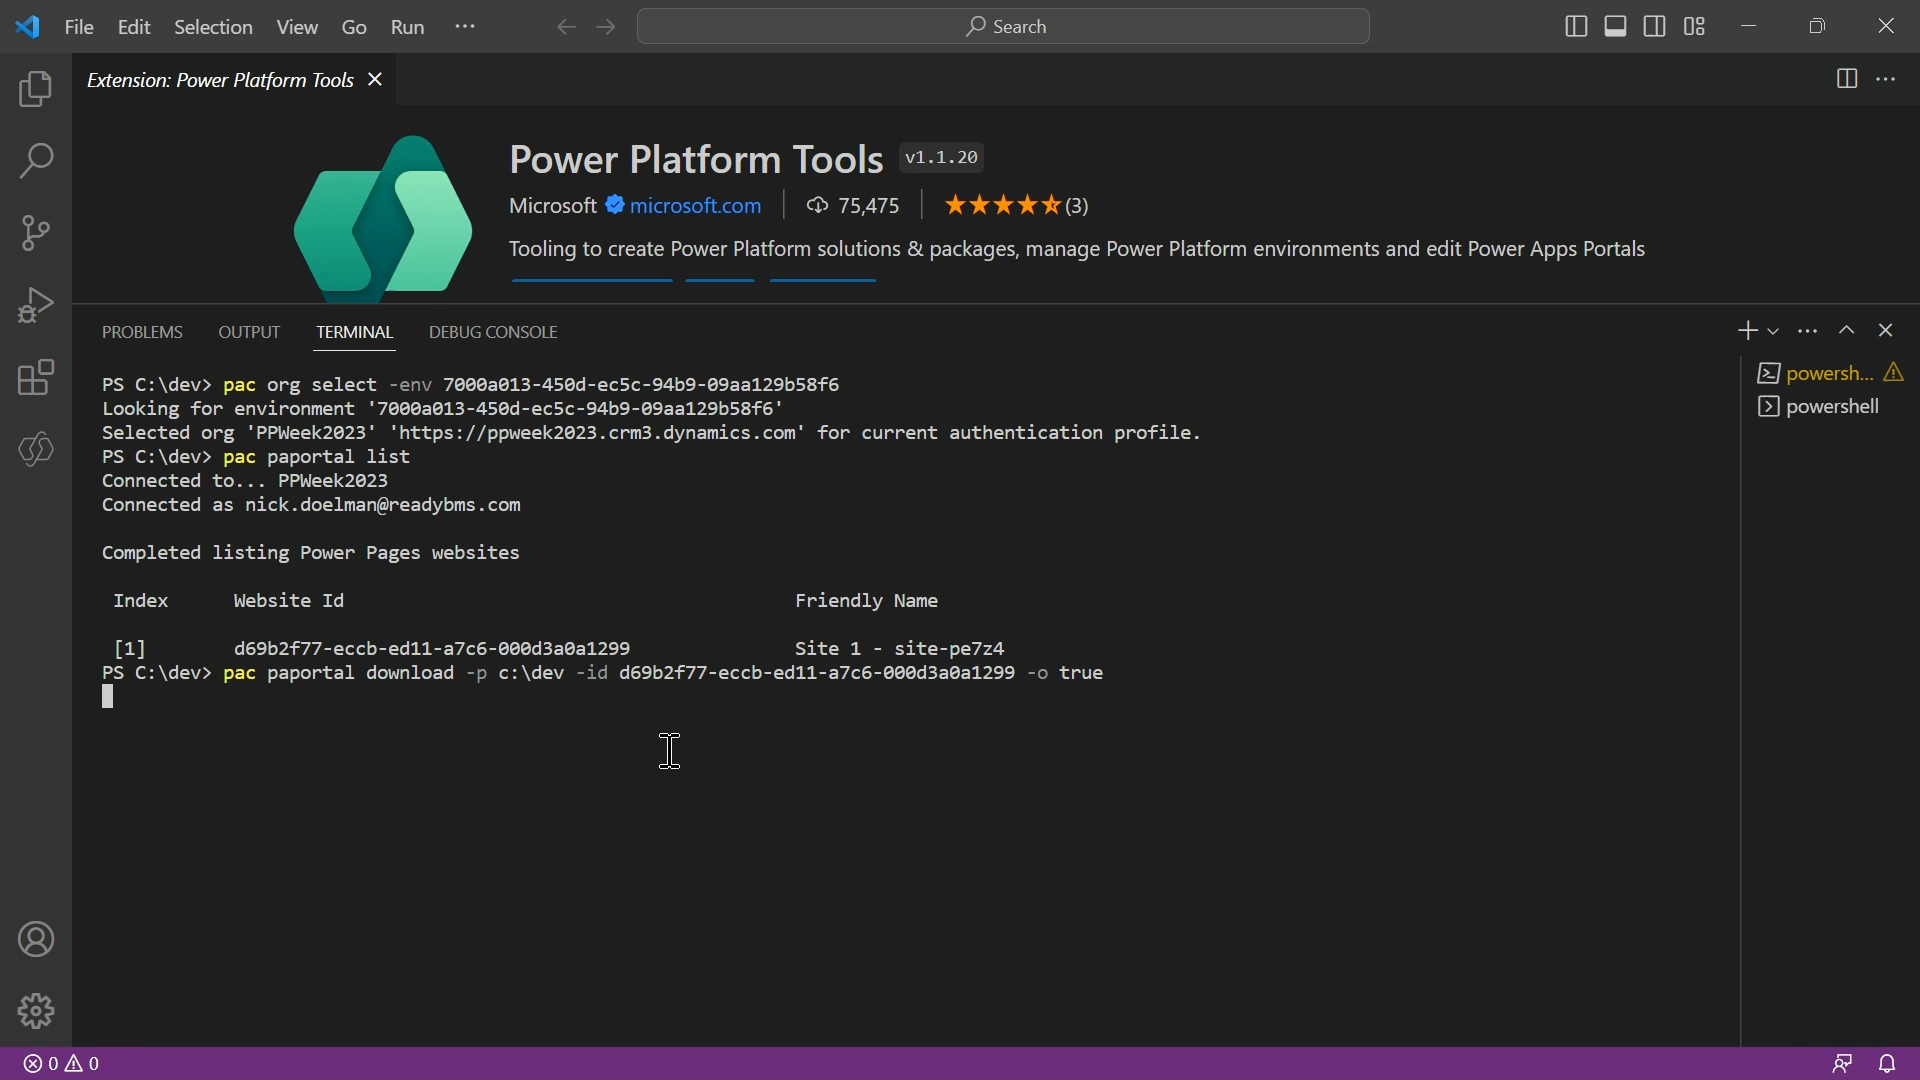 File Edit Selection View Go Run ···
Search
Extension: Power Platform Tools
Power Platform Tools v1.1.20
Microsoft microsoft.com 75,475 (3)
Tooling to create Power Platform solutions & packages, manage Power Platform environments and edit Power Apps Portals
PROBLEMS OUTPUT TERMINAL DEBUG CONSOLE
PS C:\dev> pac org select -env 7000a013-450d-ec5c-94b9-09aa129b58f6
Looking for environment '7000a013-450d-ec5c-94b9-09aa129b58f6'
Selected org 'PPWeek2023' 'https://ppweek2023.crm3.dynamics.com' for current authentication profile.
PS C:\dev> pac paportal list
Connected to... PPWeek2023
Connected as nick.doelman@readybms.com
Completed listing Power Pages websites
Index Website Id Friendly Name
[1] d69b2f77-eccb-ed11-a7c6-000d3a0a1299 Site 1 - site-pe7z4
PS C:\dev> pac paportal download -p c:\dev -id d69b2f77-eccb-ed11-a7c6-000d3a0a1299 -o true
powersh...
powershell
0 0